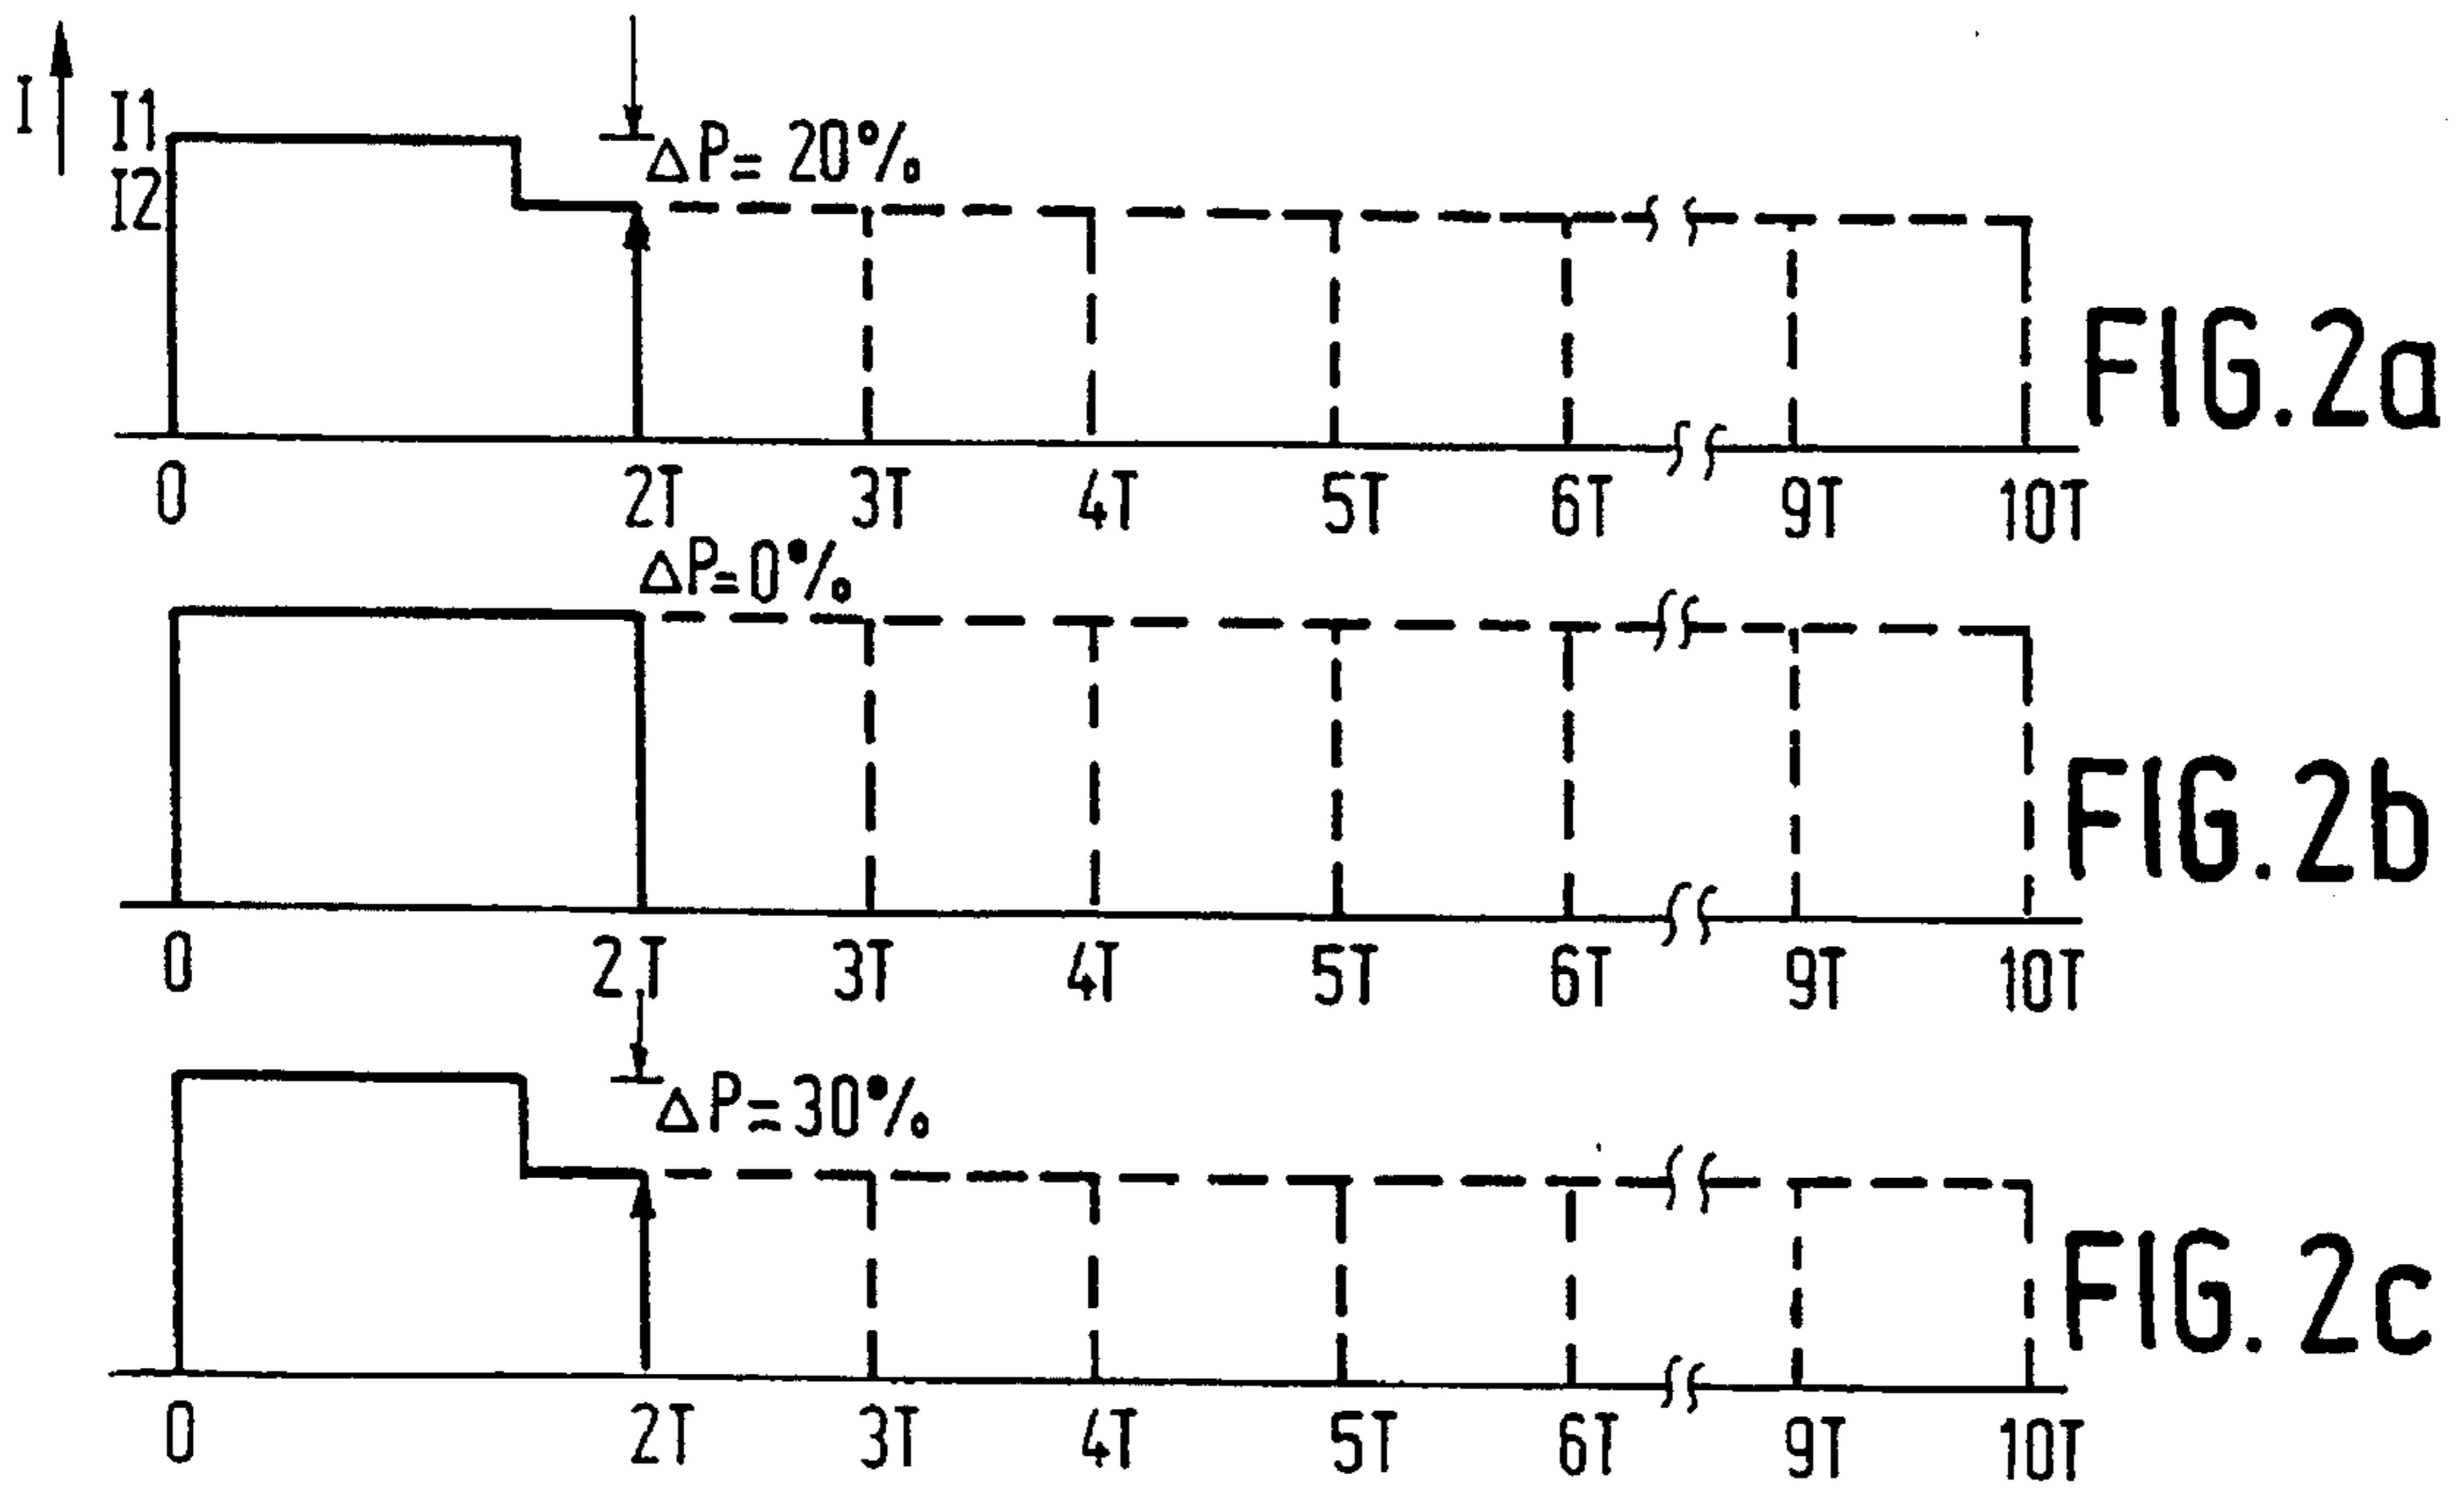 I I1
I2
ΔP= 20%
FIG.2a
0 2T 3T 4T 5T 6T 9T 10T
ΔP=0%
FIG.2b
0 2T 3T 4T 5T 6T 9T 10T
ΔP=30%
FIG.2c
0 2T 3T 4T 5T 6T 9T 10T